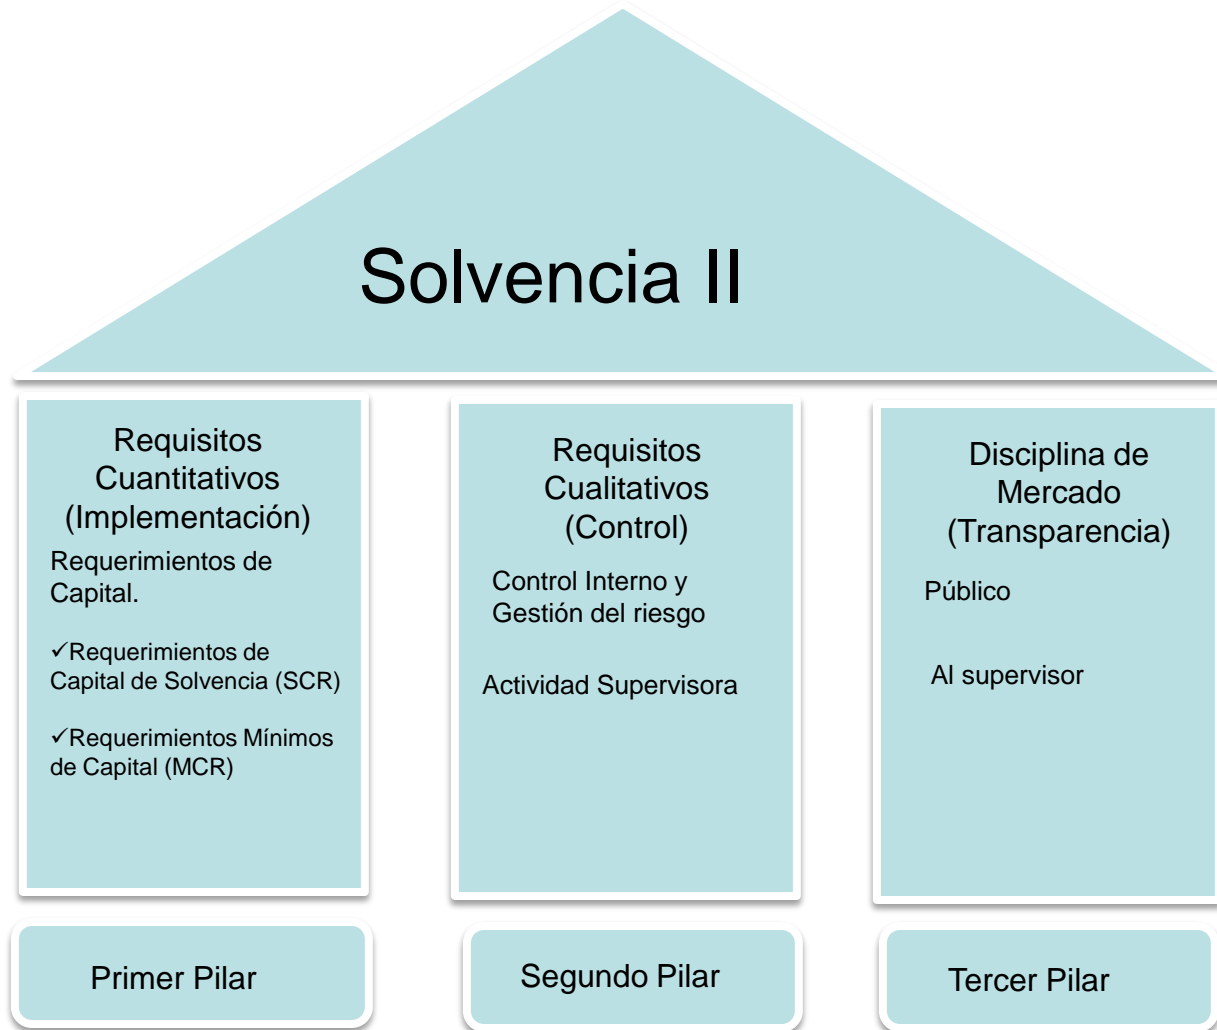 Solvencia II
Requisitos
Cuantitativos
(Implementación)
Requerimientos de
Capital.
✓Requerimientos de
Capital de Solvencia (SCR)
✓Requerimientos Mínimos
de Capital (MCR)
Requisitos
Cualitativos
(Control)
Control Interno y
Gestión del riesgo
Actividad Supervisora
Disciplina de
Mercado
(Transparencia)
Público
Al supervisor
Primer Pilar
Segundo Pilar
Tercer Pilar